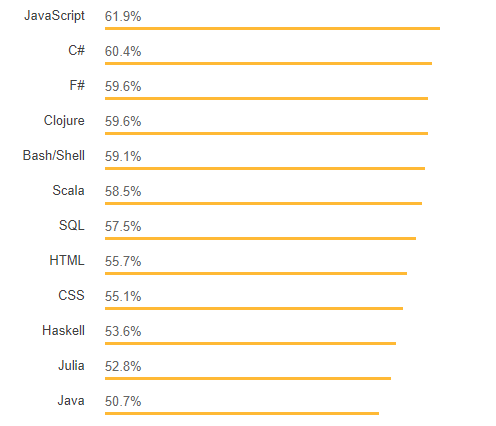 JavaScript 61.9%
C# 60.4%
F# 59.6%
Clojure 59.6%
Bash/Shell 59.1%
Scala 58.5%
SQL 57.5%
HTML 55.7%
CSS 55.1%
Haskell 53.6%
Julia 52.8%
Java 50.7%